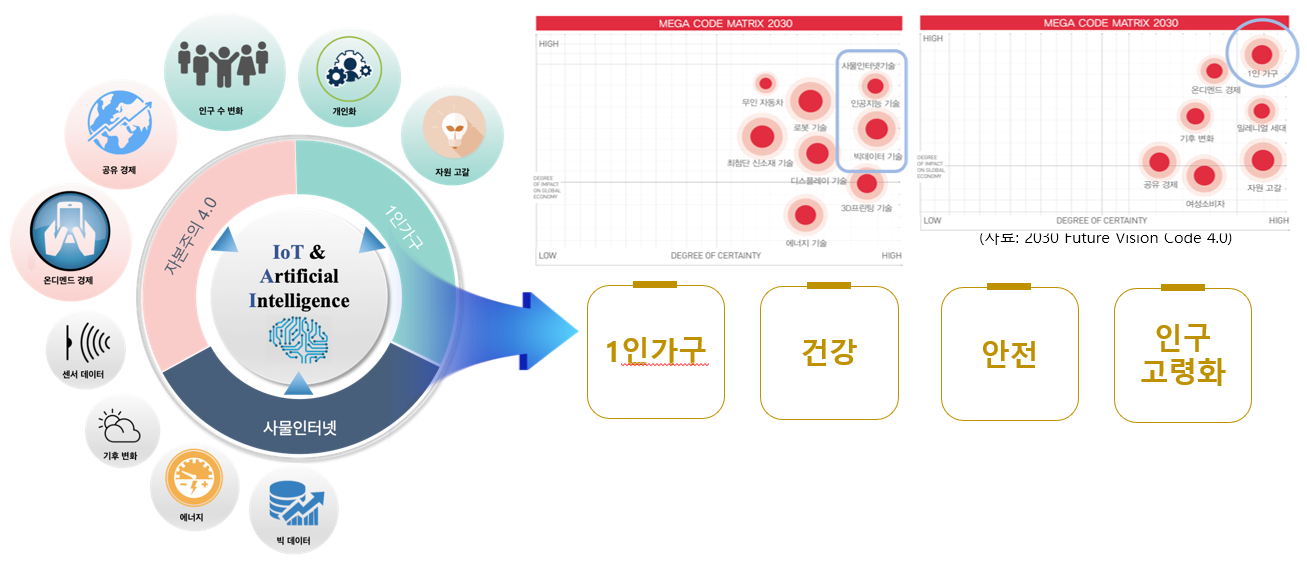 인구 수 변화
개인화
자원 고갈
공유 경제
온디멘드 경제
센서 데이터
기후 변화
에너지
빅 데이터
자본주의 4.0
1인가구
사물인터넷
IoT &
Artificial
Intelligence
MEGA CODE MATRIX 2030
HIGH
사물인터넷기술
무인 자동차
인공지능 기술
로봇 기술
최첨단 신소재 기술
빅데이터 기술
디스플레이 기술
DEGREE
OF IMPACT
ON GLOBAL
ECONOMY
3D프린팅 기술
에너지 기술
LOW
DEGREE OF CERTAINTY
HIGH
MEGA CODE MATRIX 2030
HIGH
1인 가구
온디멘드 경제
밀레니얼 세대
기후 변화
DEGREE
OF IMPACT
ON GLOBAL
ECONOMY
공유 경제
자원 고갈
여성소비자
LOW
DEGREE OF CERTAINTY
HIGH
(자료: 2030 Future Vision Code 4.0)
1인가구
건강
안전
인구
고령화